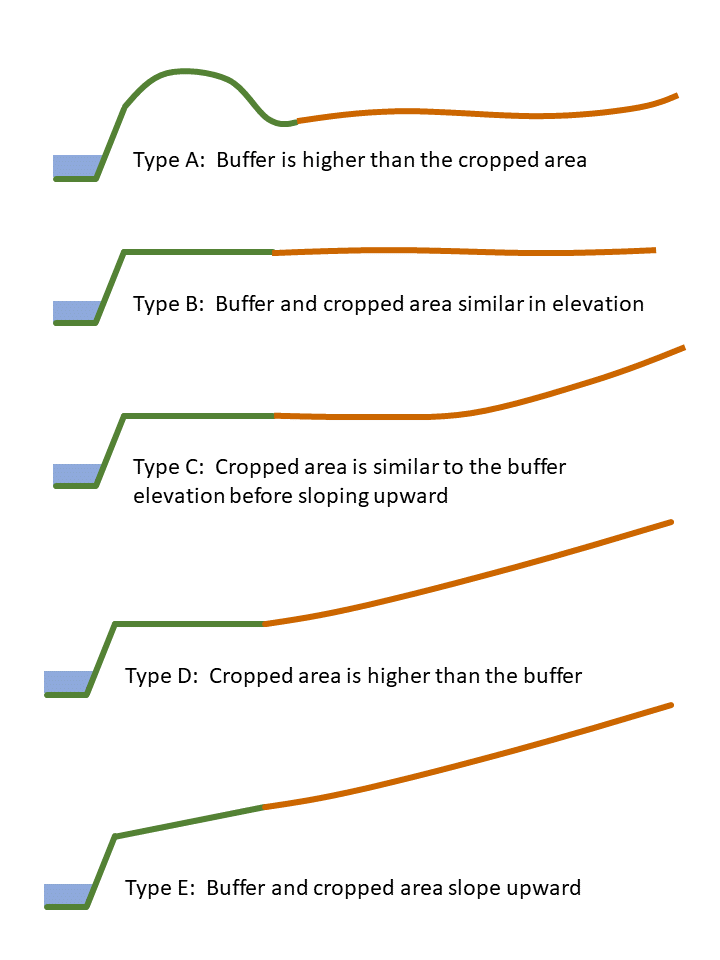 Type A:  Buffer is higher than the cropped area
Type B:  Buffer and cropped area similar in elevation
Type C:  Cropped area is similar to the buffer
elevation before sloping upward
Type D:  Cropped area is higher than the buffer
Type E:  Buffer and cropped area slope upward